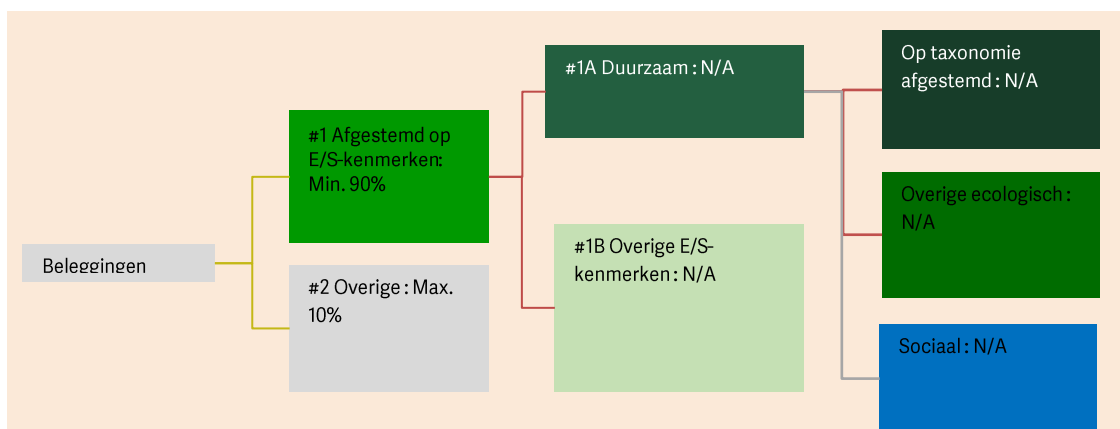 Beleggingen
#1 Afgestemd op
E/S-kenmerken:
Min. 90%
#2 Overige : Max.
10%
#1A Duurzaam : N/A
#1B Overige E/S-
kenmerken : N/A
Op taxonomie
afgestemd : N/A
Overige ecologisch :
N/A
Sociaal : N/A